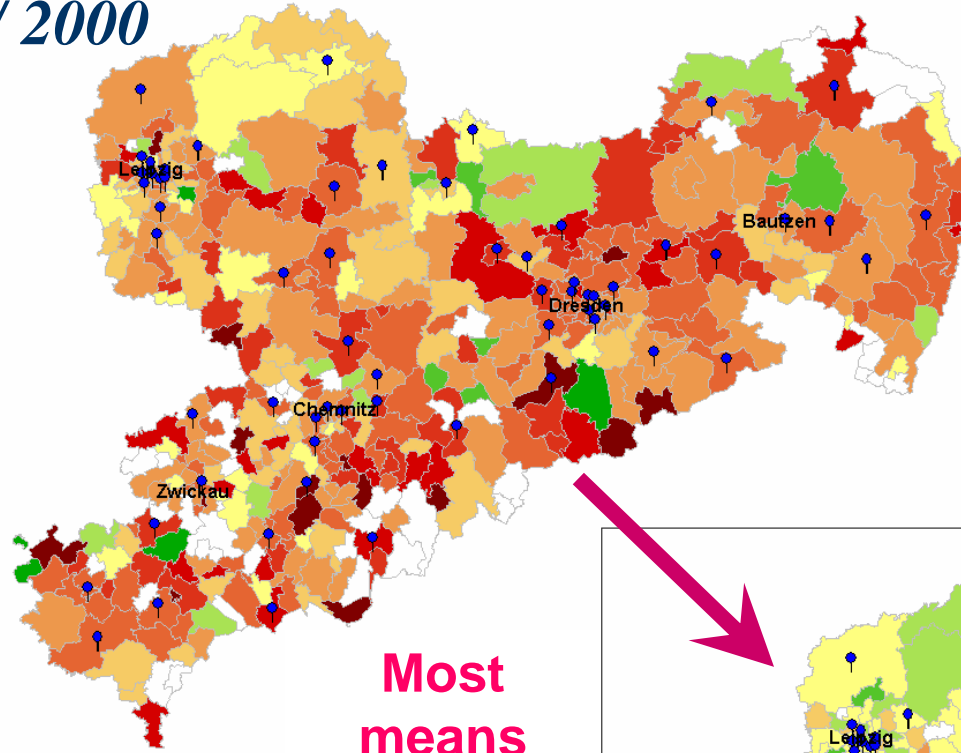 / 2000
Leipzig
Bautzen
Dresden
Chemnitz
Zwickau
Most
means
Leipzig